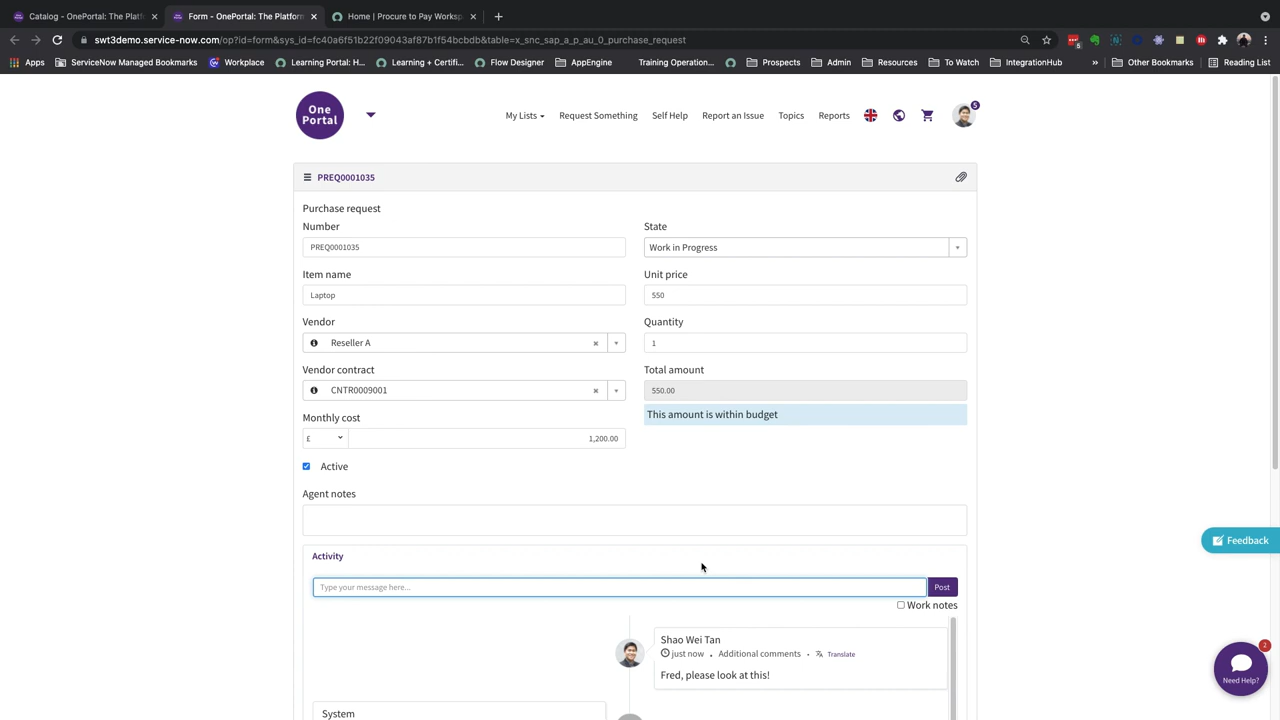 Catalog - OnePortal: The Platf
Form - OnePortal: The Platform
Home | Procure to Pay Worksp
swt3demo.service-now.com/op?id=form&sys_id=fc40a6f51b22f09043af87b1f54bcbdb&table=x_snc_sap_a_p_au_0_purchase_request
5
Apps
ServiceNow Managed Bookmarks
Workplace
Learning Portal: H...
Learning + Certifi...
Flow Designer
AppEngine
Training Operation...
Prospects
Admin
Resources
To Watch
IntegrationHub
»
Other Bookmarks
Reading List
One
Portal
My Lists
Request Something
Self Help
Report an Issue
Topics
Reports
5
PREQ0001035
Purchase request
Number
PREQ0001035
State
Work in Progress
Item name
Laptop
Unit price
550
Vendor
Reseller A
Quantity
1
Vendor contract
CNTR0009001
Total amount
550.00
This amount is within budget
Monthly cost
£
1,200.00
Active
Agent notes
Activity
Type your message here...
Post
Work notes
Shao Wei Tan
just now • Additional comments • Translate
Fred, please look at this!
System
Feedback
2
Need Help?